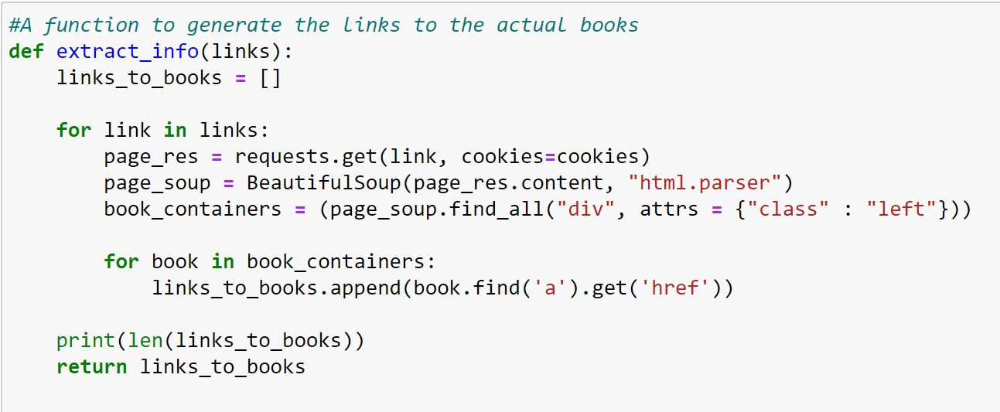 #A function to generate the links to the actual books
def extract_info(links):
    links_to_books = []

    for link in links:
        page_res = requests.get(link, cookies=cookies)
        page_soup = BeautifulSoup(page_res.content, "html.parser")
        book_containers = (page_soup.find_all("div", attrs = {"class" : "left"}))

        for book in book_containers:
            links_to_books.append(book.find('a').get('href'))

    print(len(links_to_books))
    return links_to_books